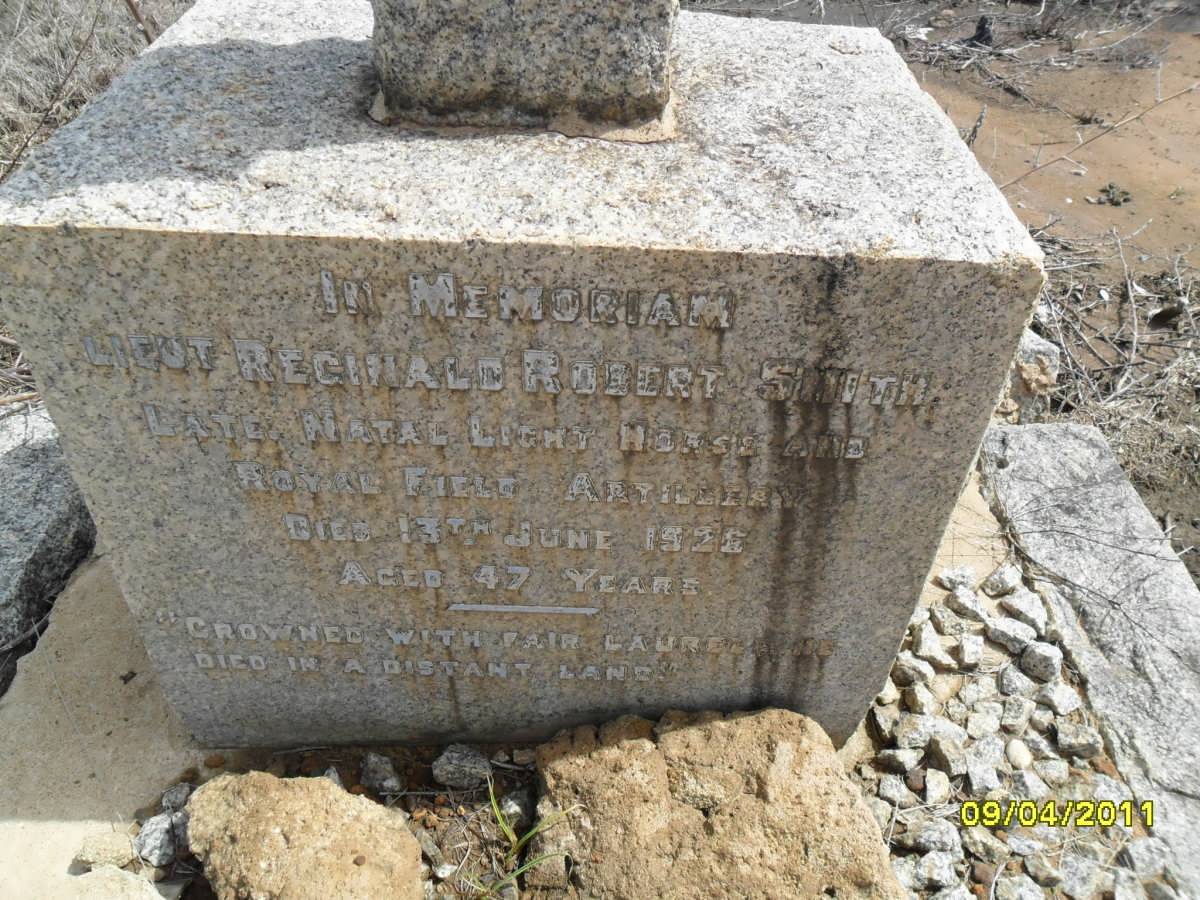 In Memoriam
Lieut Reginald Robert Smith
Late. Natal Light Horse and
Royal Field Artillery
Died 13th June 1926
Aged 47 Years
"Crowned with fair laurels he
died in a distant land"
09/04/2011